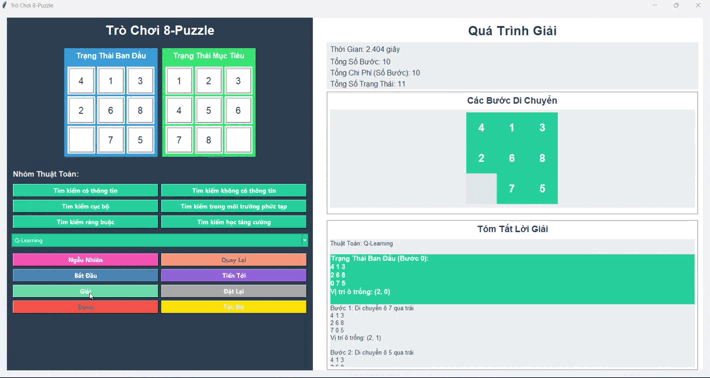 Trò Chơi 8-Puzzle
Trò Chơi 8-Puzzle
Trạng Thái Ban Đầu
4 1 3
2 6 8
7 5
Trạng Thái Mục Tiêu
1 2 3
4 5 6
7 8
Nhóm Thuật Toán:
Tìm kiếm có thông tin
Tìm kiếm không có thông tin
Tìm kiếm cục bộ
Tìm kiếm trong môi trường phức tạp
Tìm kiếm ràng buộc
Tìm kiếm học tăng cường
Q-Learning
Ngẫu Nhiên
Quay Lại
Bắt Đầu
Tiến Tới
Giải
Đặt Lại
Quá Trình Giải
Thời Gian: 2.404 giây
Tổng Số Bước: 10
Tổng Chi Phí (Số Bước): 10
Tổng Số Trạng Thái: 11
Các Bước Di Chuyển
4 1 3
2 6 8
7 5
Tóm Tắt Lời Giải
Thuật Toán: Q-Learning
Trạng Thái Ban Đầu (Bước 0):
4 1 3
2 6 8
0 7 5
Vị trí ô trống: (2, 0)
Bước 1: Di chuyển ô 7 qua trái
4 1 3
2 6 8
7 0 5
Vị trí ô trống: (2, 1)
Bước 2: Di chuyển ô 5 qua trái
4 1 3
2 6 8